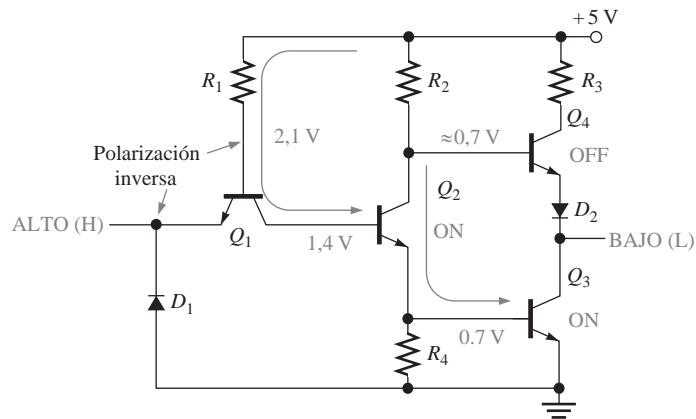 +5 V
R1
R2
R3
Q4
2,1 V
≈0,7 V
OFF
Polarización
inversa
Q2
D2
ALTO (H)
Q1
1,4 V
ON
BAJO (L)
Q3
D1
0.7 V
ON
R4